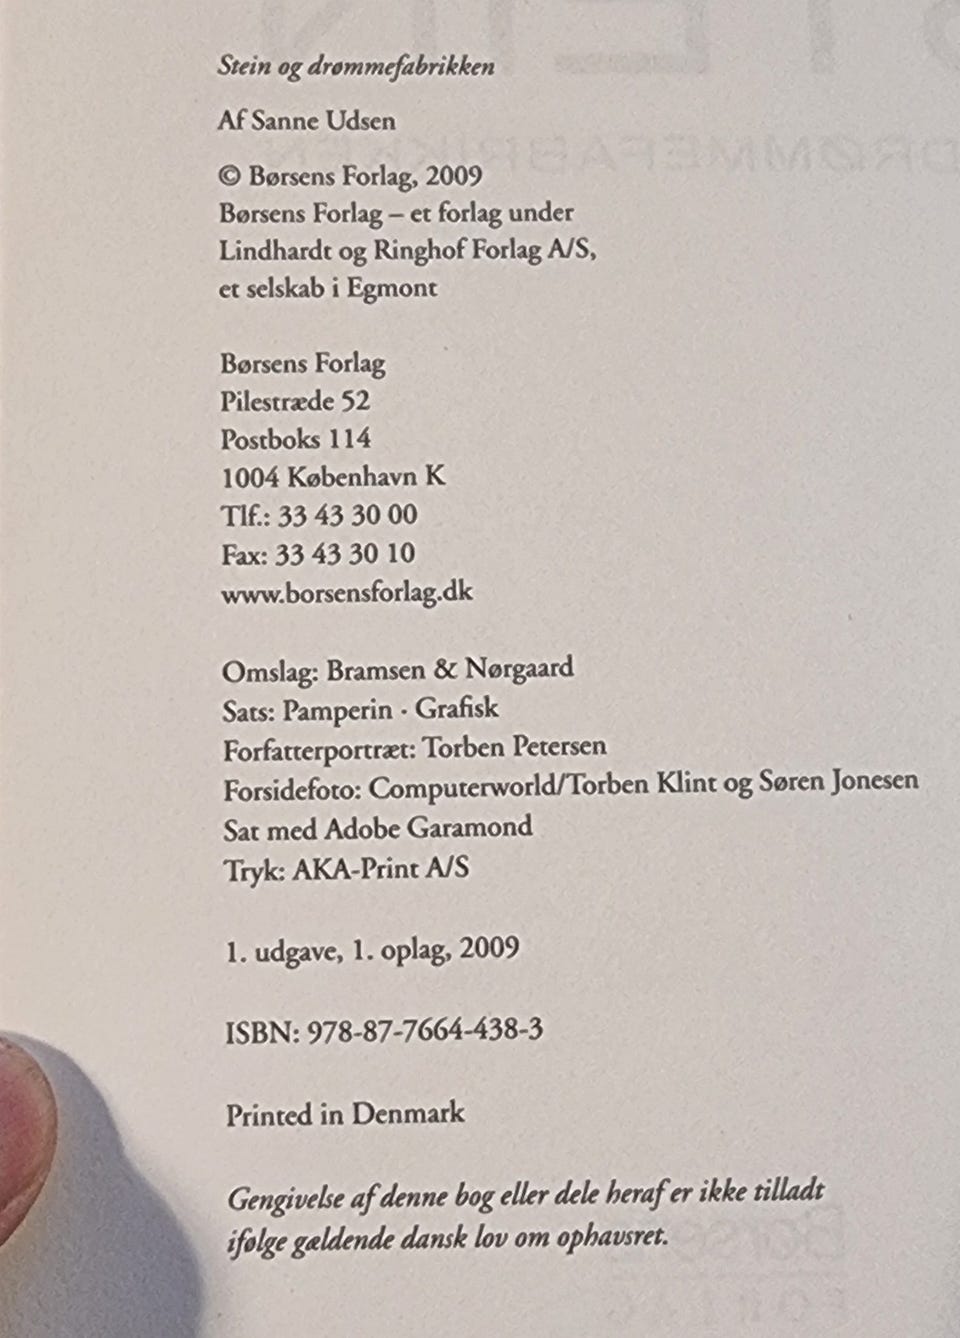 Stein og drømmefabrikken
Af Sanne Udsen
© Børsens Forlag, 2009
Børsens Forlag – et forlag under
Lindhardt og Ringhof Forlag A/S,
et selskab i Egmont
Børsens Forlag
Pilestræde 52
Postboks 114
1004 København K
Tlf.: 33 43 30 00
Fax: 33 43 30 10
www.borsensforlag.dk
Omslag: Bramsen & Nørgaard
Sats: Pamperin · Grafisk
Forfatterportræt: Torben Petersen
Forsidefoto: Computerworld/Torben Klint og Søren Jonesen
Sat med Adobe Garamond
Tryk: AKA-Print A/S
1. udgave, 1. oplag, 2009
ISBN: 978-87-7664-438-3
Printed in Denmark
Gengivelse af denne bog eller dele heraf er ikke tilladt
ifølge gældende dansk lov om ophavsret.